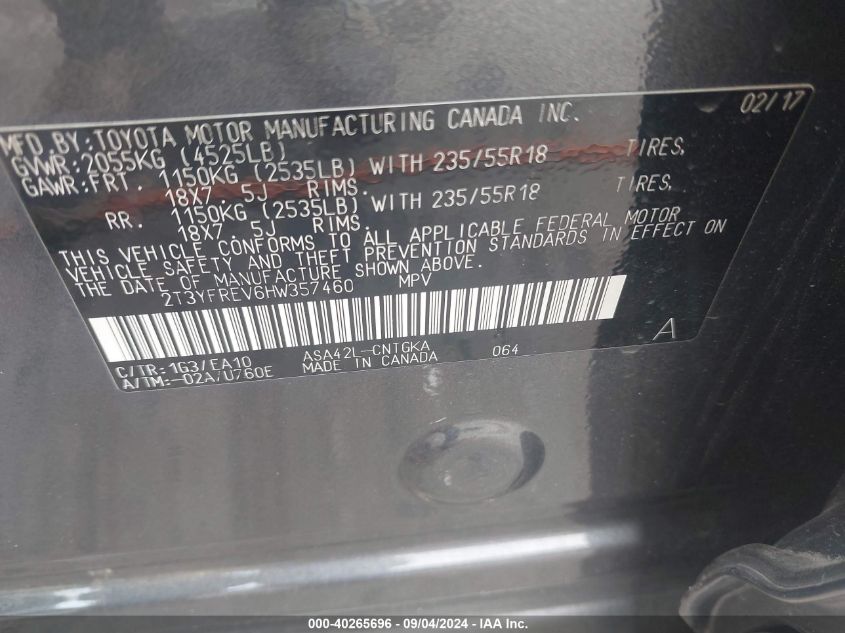 MFD.BY:TOYOTA MOTOR MANUFACTURING CANADA INC. 02/17
GVWR:2055KG (4525LB)
GAWR:FRT. 1150KG (2535LB) WITH 235/55R18 TIRES,
18X7 5J RIMS.
RR. 1150KG (2535LB) WITH 235/55R18 TIRES,
18X7 5J RIMS.
THIS VEHICLE CONFORMS TO ALL APPLICABLE FEDERAL MOTOR
VEHICLE SAFETY AND THEFT PREVENTION STANDARDS IN EFFECT ON
THE DATE OF MANUFACTURE SHOWN ABOVE.
2T3YFREV6HW357460 MPV
A
C/TR:1G3/EA10 ASA42L-CNTGKA 064
A/TM:-02A/U760E MADE IN CANADA
000-40265696 - 09/04/2024 - IAA Inc.